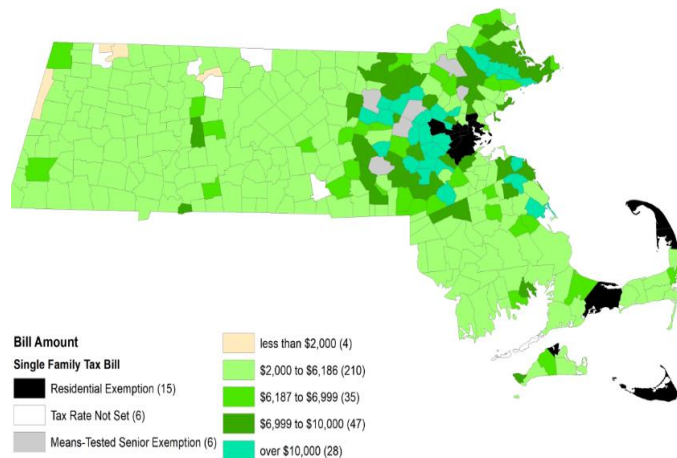 Bill Amount
Single Family Tax Bill
Residential Exemption (15)
Tax Rate Not Set (6)
Means-Tested Senior Exemption (6)
less than $2,000 (4)
$2,000 to $6,186 (210)
$6,187 to $6,999 (35)
$6,999 to $10,000 (47)
over $10,000 (28)